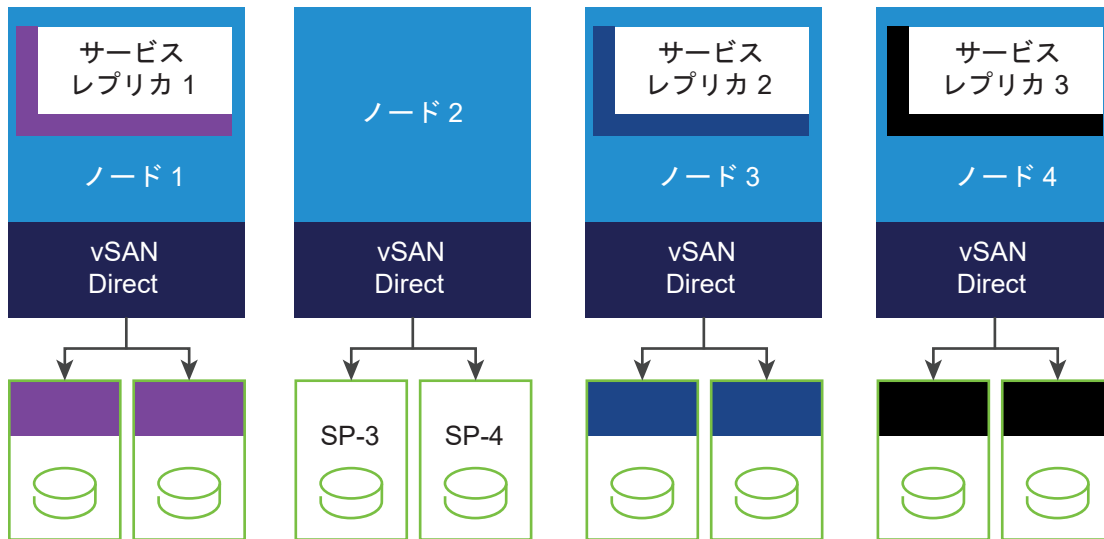 サービス
レプリカ 1
ノード 1
vSAN
Direct
ノード 2
vSAN
Direct
SP-3
SP-4
サービス
レプリカ 2
ノード 3
vSAN
Direct
サービス
レプリカ 3
ノード 4
vSAN
Direct